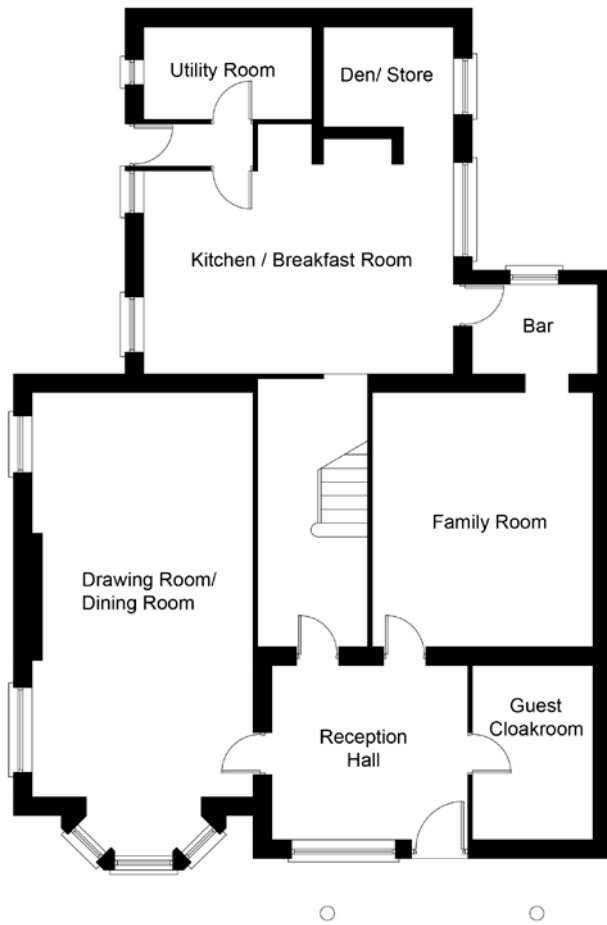 Utility Room
Den/ Store
Kitchen / Breakfast Room
Bar
Family Room
Drawing Room/
Dining Room
Guest
Cloakroom
Reception
Hall